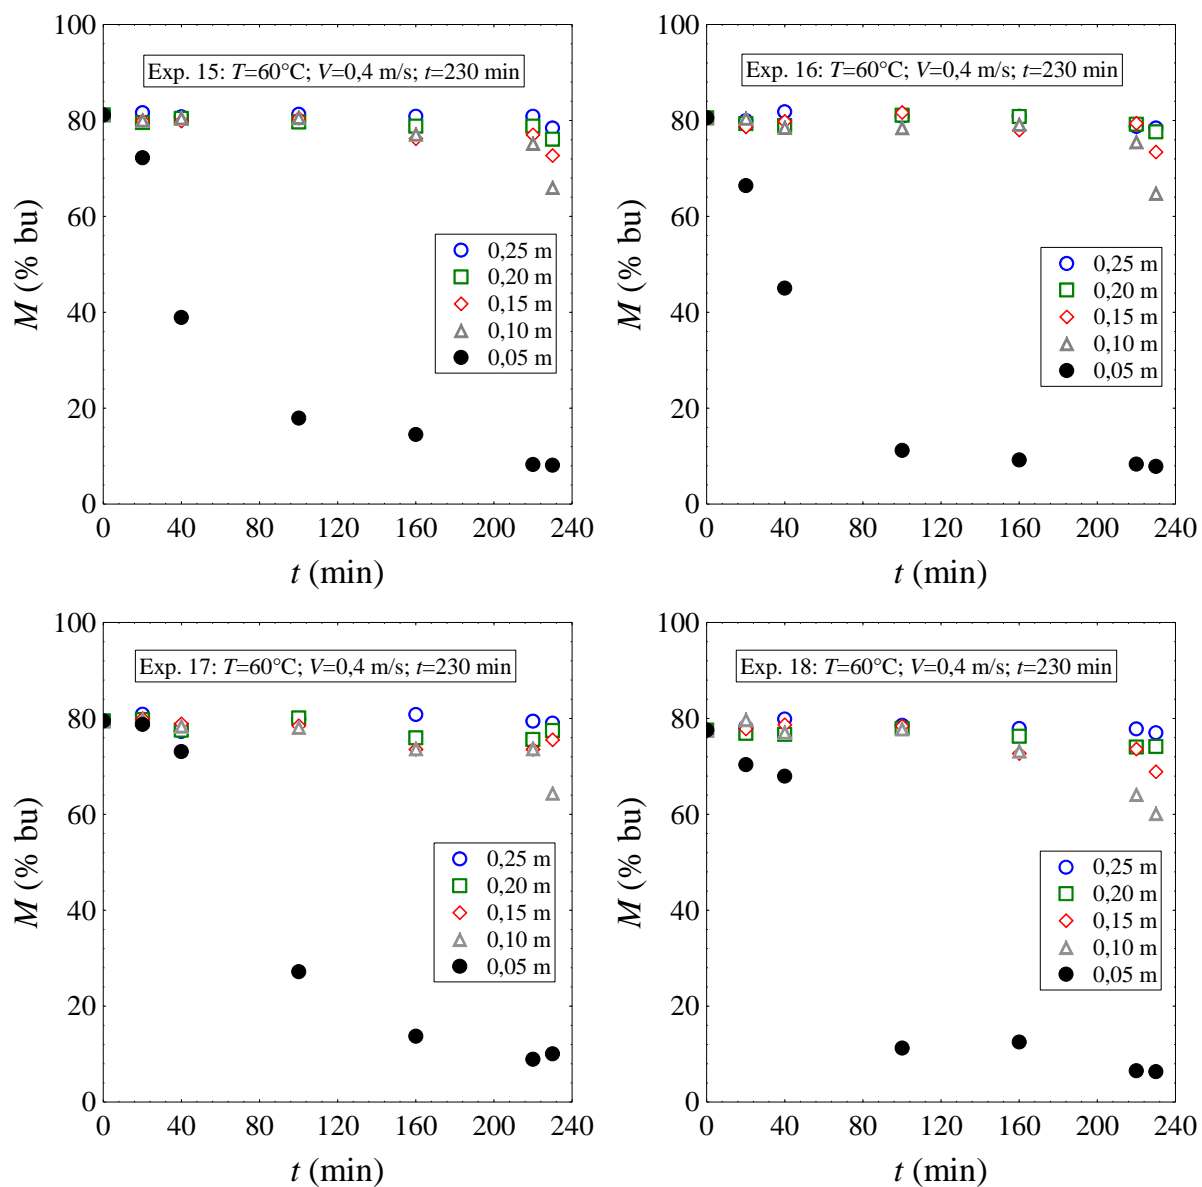 100
80
60
40
20
0
M (% bu)
Exp. 15: T=60°C; V=0,4 m/s; t=230 min
0,25 m
0,20 m
0,15 m
0,10 m
0,05 m
0 40 80 120 160 200 240
t (min)
100
80
60
40
20
0
M (% bu)
Exp. 16: T=60°C; V=0,4 m/s; t=230 min
0,25 m
0,20 m
0,15 m
0,10 m
0,05 m
0 40 80 120 160 200 240
t (min)
100
80
60
40
20
0
M (% bu)
Exp. 17: T=60°C; V=0,4 m/s; t=230 min
0,25 m
0,20 m
0,15 m
0,10 m
0,05 m
0 40 80 120 160 200 240
t (min)
100
80
60
40
20
0
M (% bu)
Exp. 18: T=60°C; V=0,4 m/s; t=230 min
0,25 m
0,20 m
0,15 m
0,10 m
0,05 m
0 40 80 120 160 200 240
t (min)